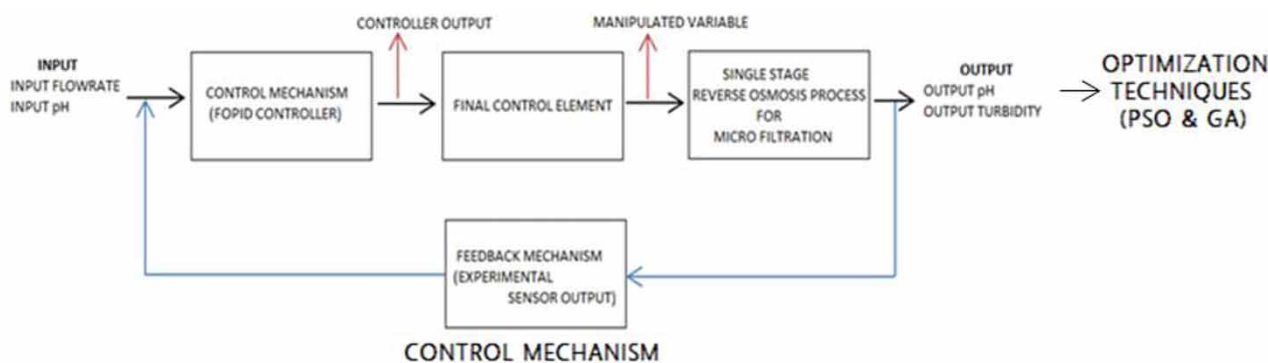 CONTROLLER OUTPUT
MANIPULATED VARIABLE
INPUT
INPUT FLOWRATE
INPUT pH
CONTROL MECHANISM
(FOPID CONTROLLER)
FINAL CONTROL ELEMENT
SINGLE STAGE
REVERSE OSMOSIS PROCESS
FOR
MICRO FILTRATION
OUTPUT
OUTPUT pH
OUTPUT TURBIDITY
OPTIMIZATION
TECHNIQUES
(PSO & GA)
FEEDBACK MECHANISM
(EXPERIMENTAL
SENSOR OUTPUT)
CONTROL MECHANISM